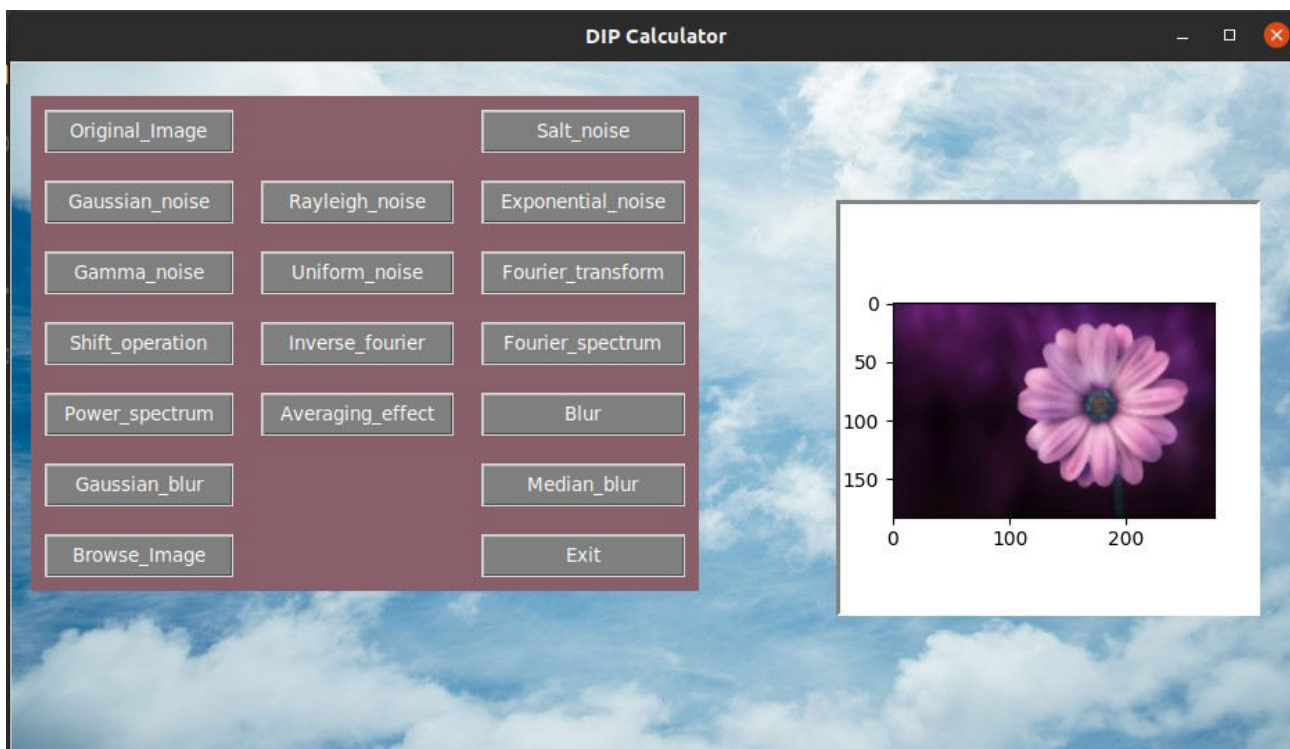 DIP Calculator
Original_Image Salt_noise
Gaussian_noise Rayleigh_noise Exponential_noise
Gamma_noise Uniform_noise Fourier_transform
Shift_operation Inverse_fourier Fourier_spectrum
Power_spectrum Averaging_effect Blur
Gaussian_blur Median_blur
Browse_Image Exit
0
50
100
150
0 100 200